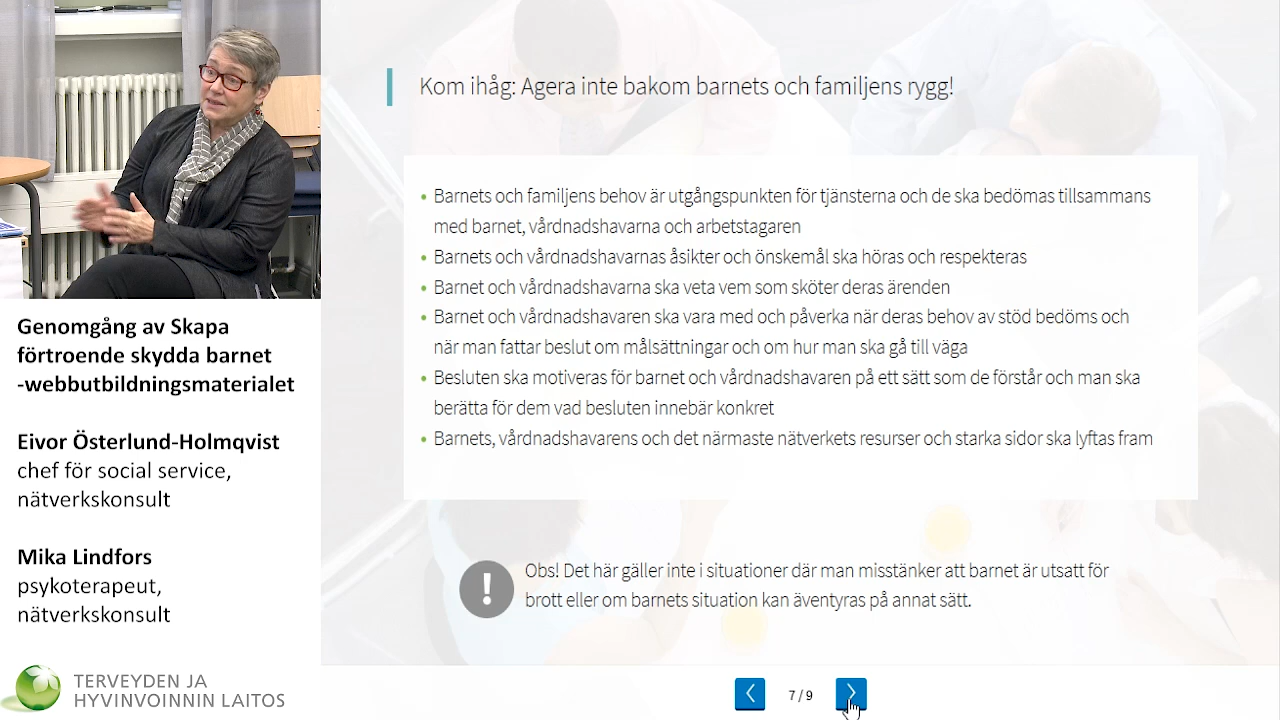 Kom ihåg: Agera inte bakom barnets och familjens rygg!
• Barnets och familjens behov är utgångspunkten för tjänsterna och de ska bedömas tillsammans
med barnet, vårdnadshavarna och arbetstagaren
• Barnets och vårdnadshavarnas åsikter och önskemål ska höras och respekteras
• Barnet och vårdnadshavarna ska veta vem som sköter deras ärenden
• Barnet och vårdnadshavaren ska vara med och påverka när deras behov av stöd bedöms och
när man fattar beslut om målsättningar och om hur man ska gå till väga
• Besluten ska motiveras för barnet och vårdnadshavaren på ett sätt som de förstår och man ska
berätta för dem vad besluten innebär konkret
• Barnets, vårdnadshavarens och det närmaste nätverkets resurser och starka sidor ska lyftas fram
! Obs! Det här gäller inte i situationer där man misstänker att barnet är utsatt för
brott eller om barnets situation kan äventyras på annat sätt.
7 / 9
Genomgång av Skapa
förtroende skydda barnet
-webbutbildningsmaterialet
Eivor Österlund-Holmqvist
chef för social service,
nätverkskonsult
Mika Lindfors
psykoterapeut,
nätverkskonsult
TERVEYDEN JA
HYVINVOINNIN LAITOS